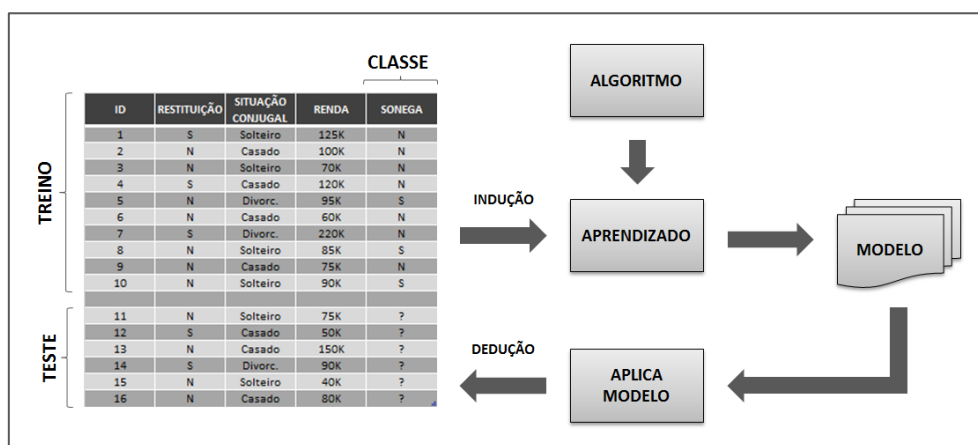 CLASSE
ALGORITMO
TREINO
ID RESTITUIÇÃO SITUAÇÃO CONJUGAL RENDA SONEGA
1 S Solteiro 125K N
2 N Casado 100K N
3 N Solteiro 70K N
4 S Casado 120K N
5 N Divorc. 95K S
6 N Casado 60K N
7 S Divorc. 220K N
8 N Solteiro 85K S
9 N Casado 75K N
10 N Solteiro 90K S
INDUÇÃO
APRENDIZADO
MODELO
TESTE
11 N Solteiro 75K ?
12 S Casado 50K ?
13 N Casado 150K ?
14 S Divorc. 90K ?
15 N Solteiro 40K ?
16 N Casado 80K ?
DEDUÇÃO
APLICA
MODELO